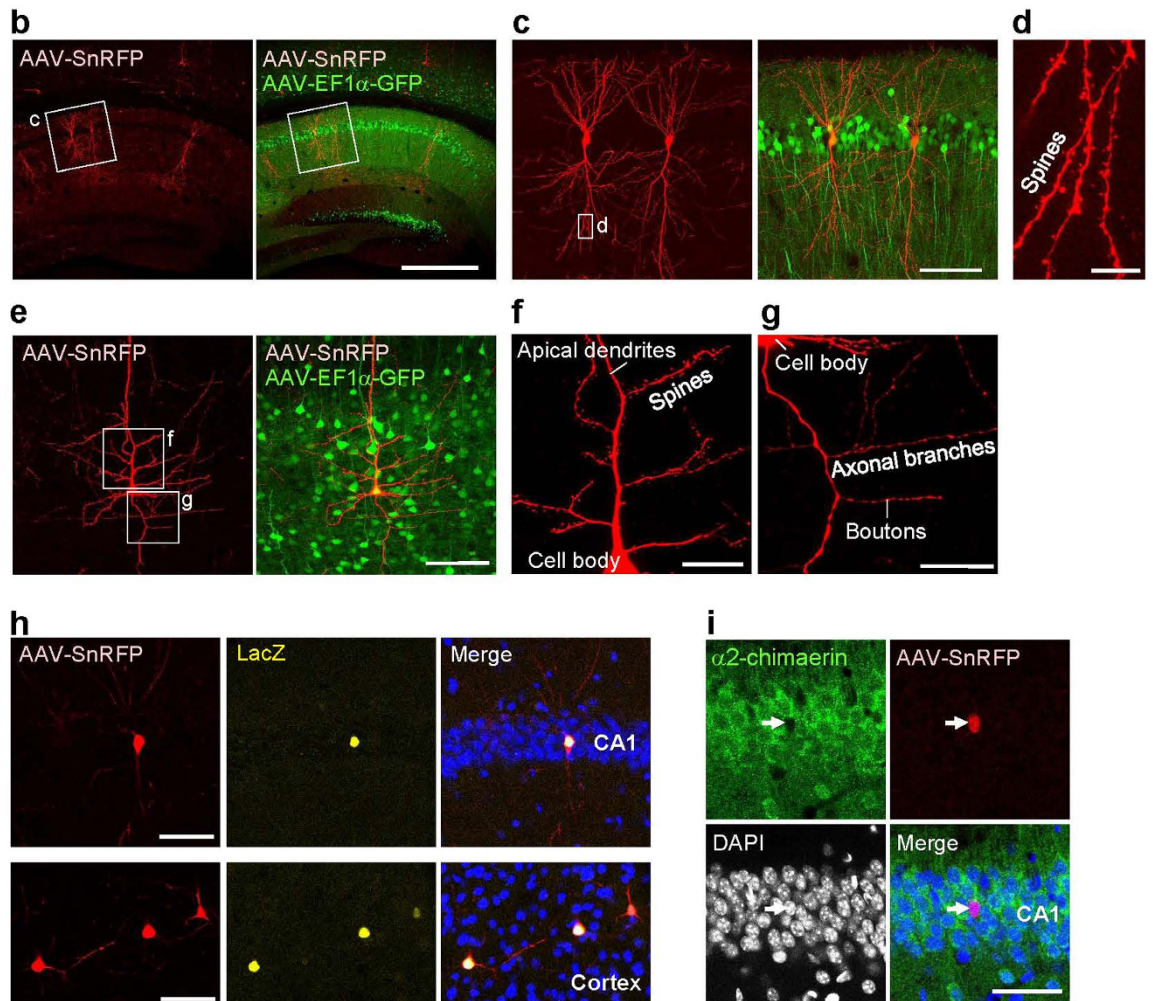 b
AAV-SnRFP
c
AAV-SnRFP
AAV-EF1α-GFP
c
d
d
Spines
e
AAV-SnRFP
f
g
AAV-SnRFP
AAV-EF1α-GFP
f
Apical dendrites
Spines
Cell body
g
Cell body
Axonal branches
Boutons
h
AAV-SnRFP
LacZ
Merge
CA1
Cortex
i
α2-chimaerin
AAV-SnRFP
DAPI
Merge
CA1